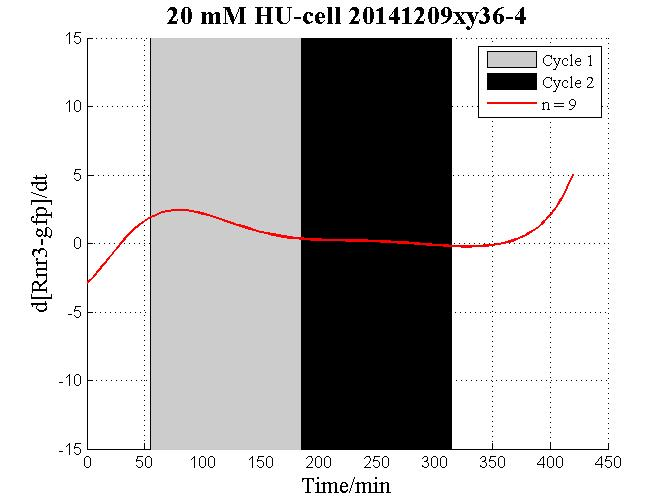 20 mM HU-cell 20141209xy36-4
15
10
5
0
-5
-10
-15
d[Rnr3-gfp]/dt
Cycle 1
Cycle 2
n = 9
0 50 100 150 200 250 300 350 400 450
Time/min